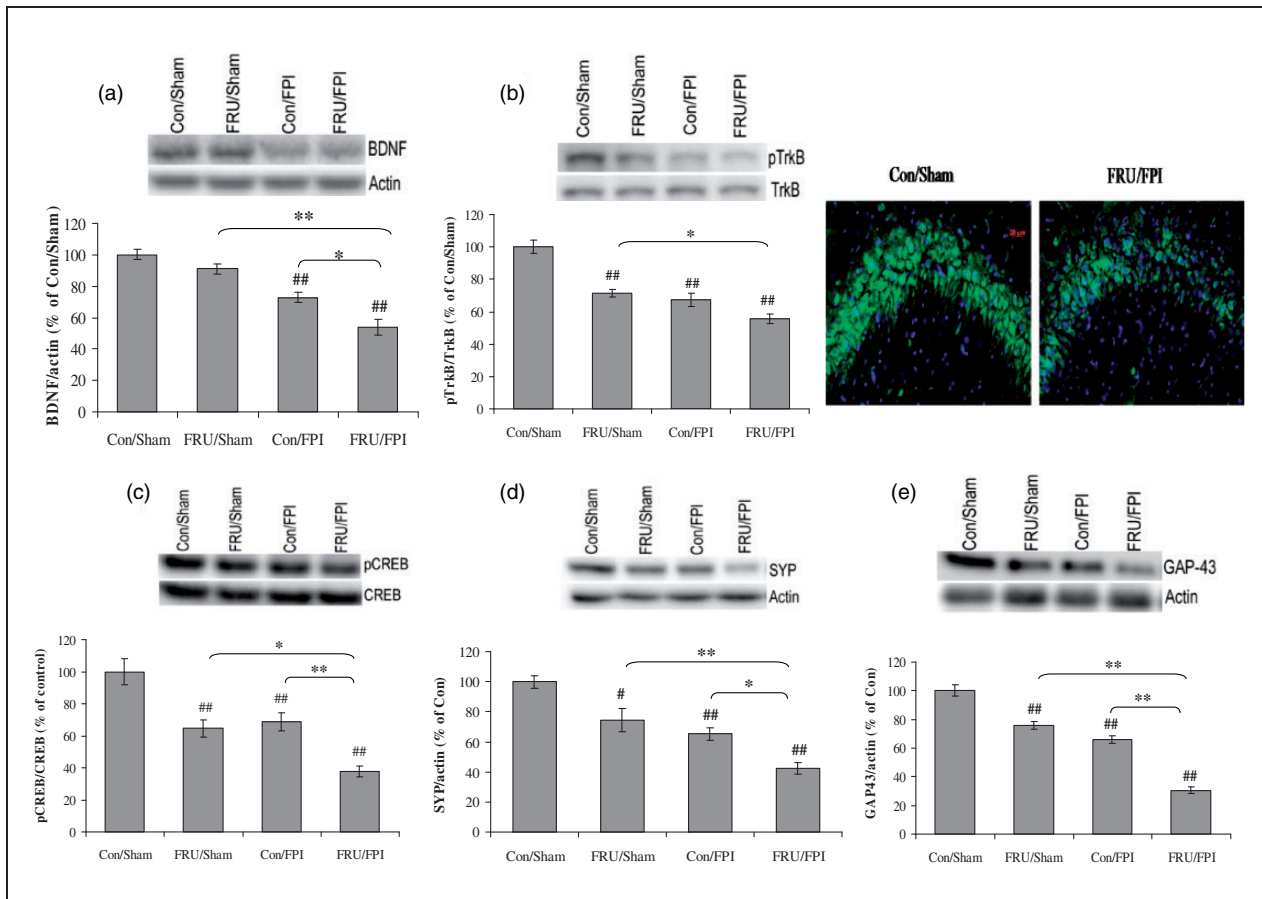 (a)
Con/Sham
FRU/Sham
Con/FPI
FRU/FPI
BDNF
Actin
BDNF/actin (% of Con/Sham)
120
100
80
60
40
20
0
**
*
##
##
Con/Sham FRU/Sham Con/FPI FRU/FPI
(b)
Con/Sham
FRU/Sham
Con/FPI
FRU/FPI
pTrkB
TrkB
pTrkB/TrkB (% of Con/Sham)
120
100
80
60
40
20
0
*
##
##
##
Con/Sham FRU/Sham Con/FPI FRU/FPI
Con/Sham FRU/FPI
20 µm
(c)
Con/Sham
FRU/Sham
Con/FPI
FRU/FPI
pCREB
CREB
pCREB/CREB (% of control)
120
100
80
60
40
20
0
*
**
##
##
##
Con/Sham FRU/Sham Con/FPI FRU/FPI
(d)
Con/Sham
FRU/Sham
Con/FPI
FRU/FPI
SYP
Actin
SYP/actin (% of Con)
120
100
80
60
40
20
0
**
*
#
##
##
Con/Sham FRU/Sham Con/FPI FRU/FPI
(e)
Con/Sham
FRU/Sham
Con/FPI
FRU/FPI
GAP-43
Actin
GAP43/actin (% of Con)
120
100
80
60
40
20
0
**
**
##
##
##
Con/Sham FRU/Sham Con/FPI FRU/FPI